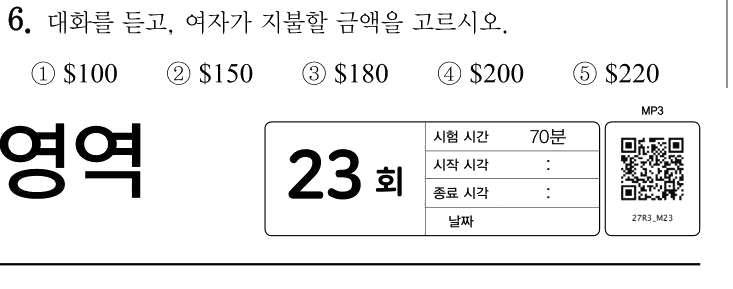 6. 대화를 듣고, 여자가 지불할 금액을 고르시오.
① $100 ② $150 ③ $180 ④ $200 ⑤ $220
영역
23 회
시험 시간 70분
시작 시각 :
종료 시각 :
날짜
MP3
27R3_M23